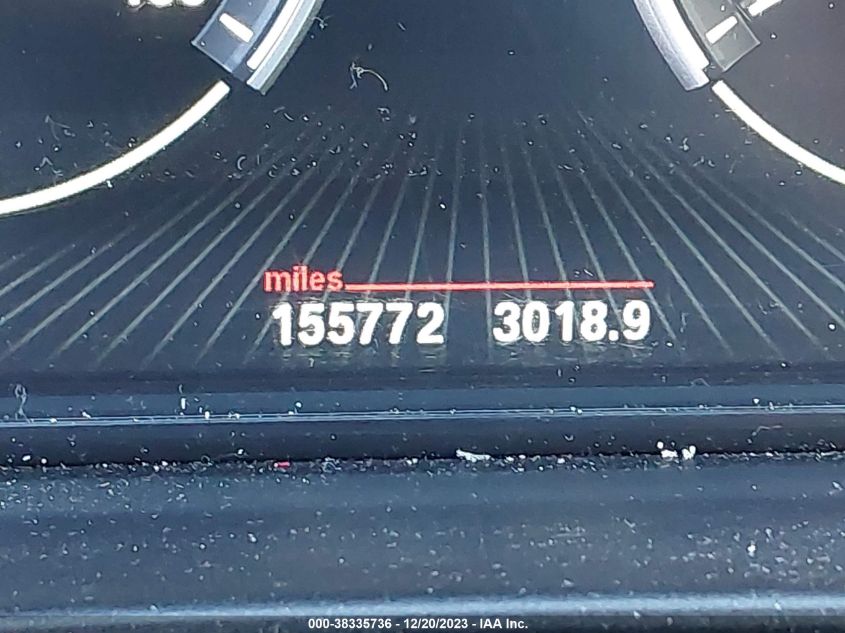 miles
155772 3018.9
000-38335736 - 12/20/2023 - IAA Inc.